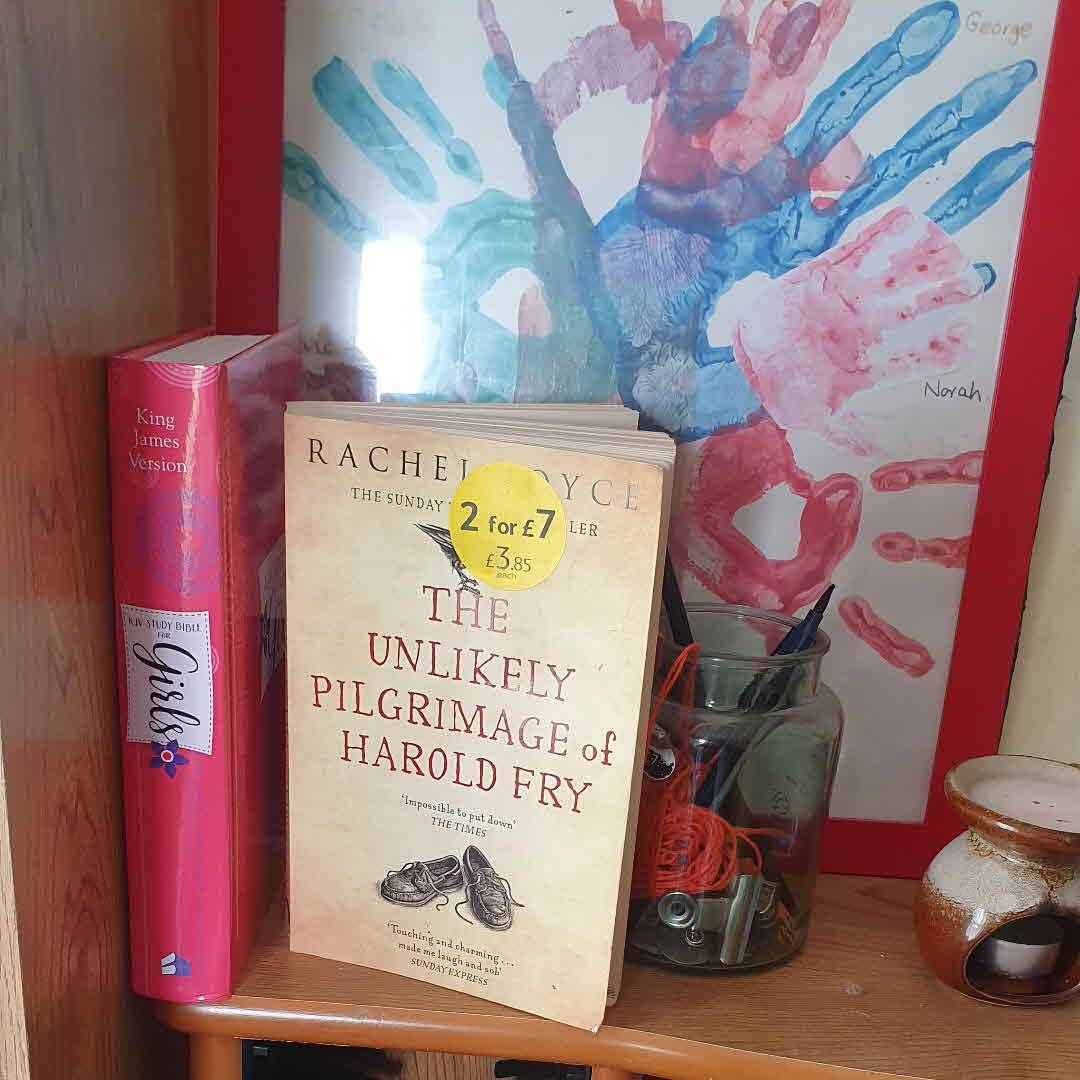 George
Norah
King
James
Version
KJV STUDY BIBLE
FOR
Girls
RACHEL JOYCE
THE SUNDAY
LER
2 for £7
£3.85
each
THE
UNLIKELY
PILGRIMAGE of
HAROLD FRY
'Impossible to put down'
THE TIMES
'Touching and charming...
made me laugh and sob'
SUNDAY EXPRESS